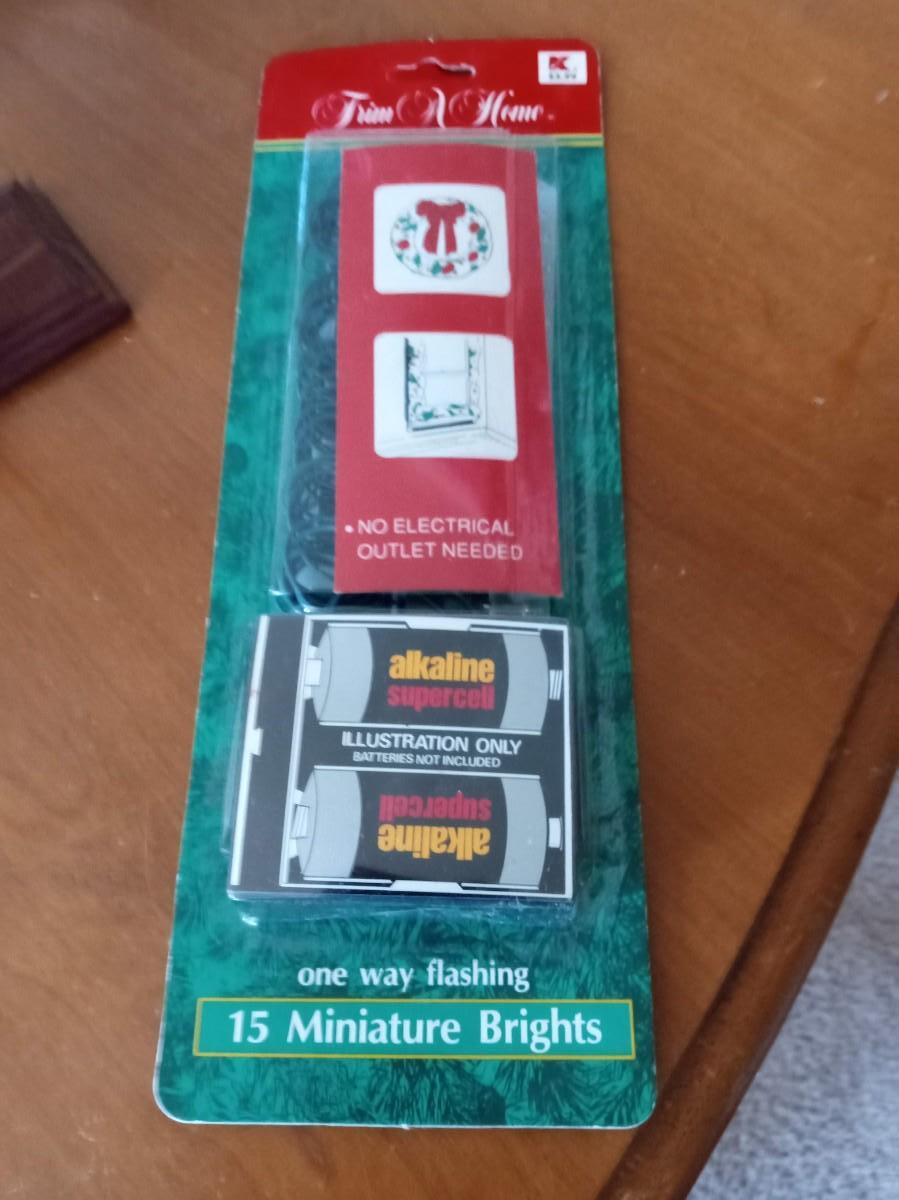 K
Trim A Home
• NO ELECTRICAL
OUTLET NEEDED
alkaline
supercell
ILLUSTRATION ONLY
BATTERIES NOT INCLUDED
alkaline
supercell
one way flashing
15 Miniature Brights